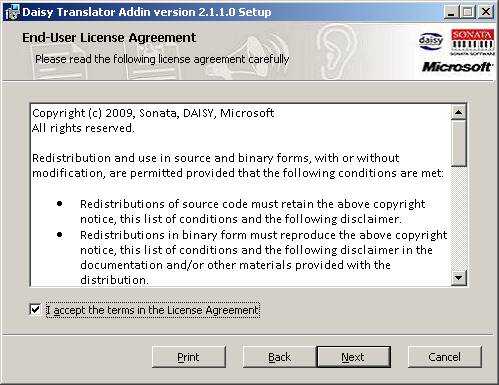 Daisy Translator Addin version 2.1.1.0 Setup
End-User License Agreement
Please read the following license agreement carefully
daisy
SONATA
SONATA SOFTWARE
Microsoft®
Copyright (c) 2009, Sonata, DAISY, Microsoft
All rights reserved.
Redistribution and use in source and binary forms, with or without
modification, are permitted provided that the following conditions are met:
• Redistributions of source code must retain the above copyright
notice, this list of conditions and the following disclaimer.
• Redistributions in binary form must reproduce the above copyright
notice, this list of conditions and the following disclaimer in the
documentation and/or other materials provided with the
distribution.
I accept the terms in the License Agreement
Print
Back
Next
Cancel